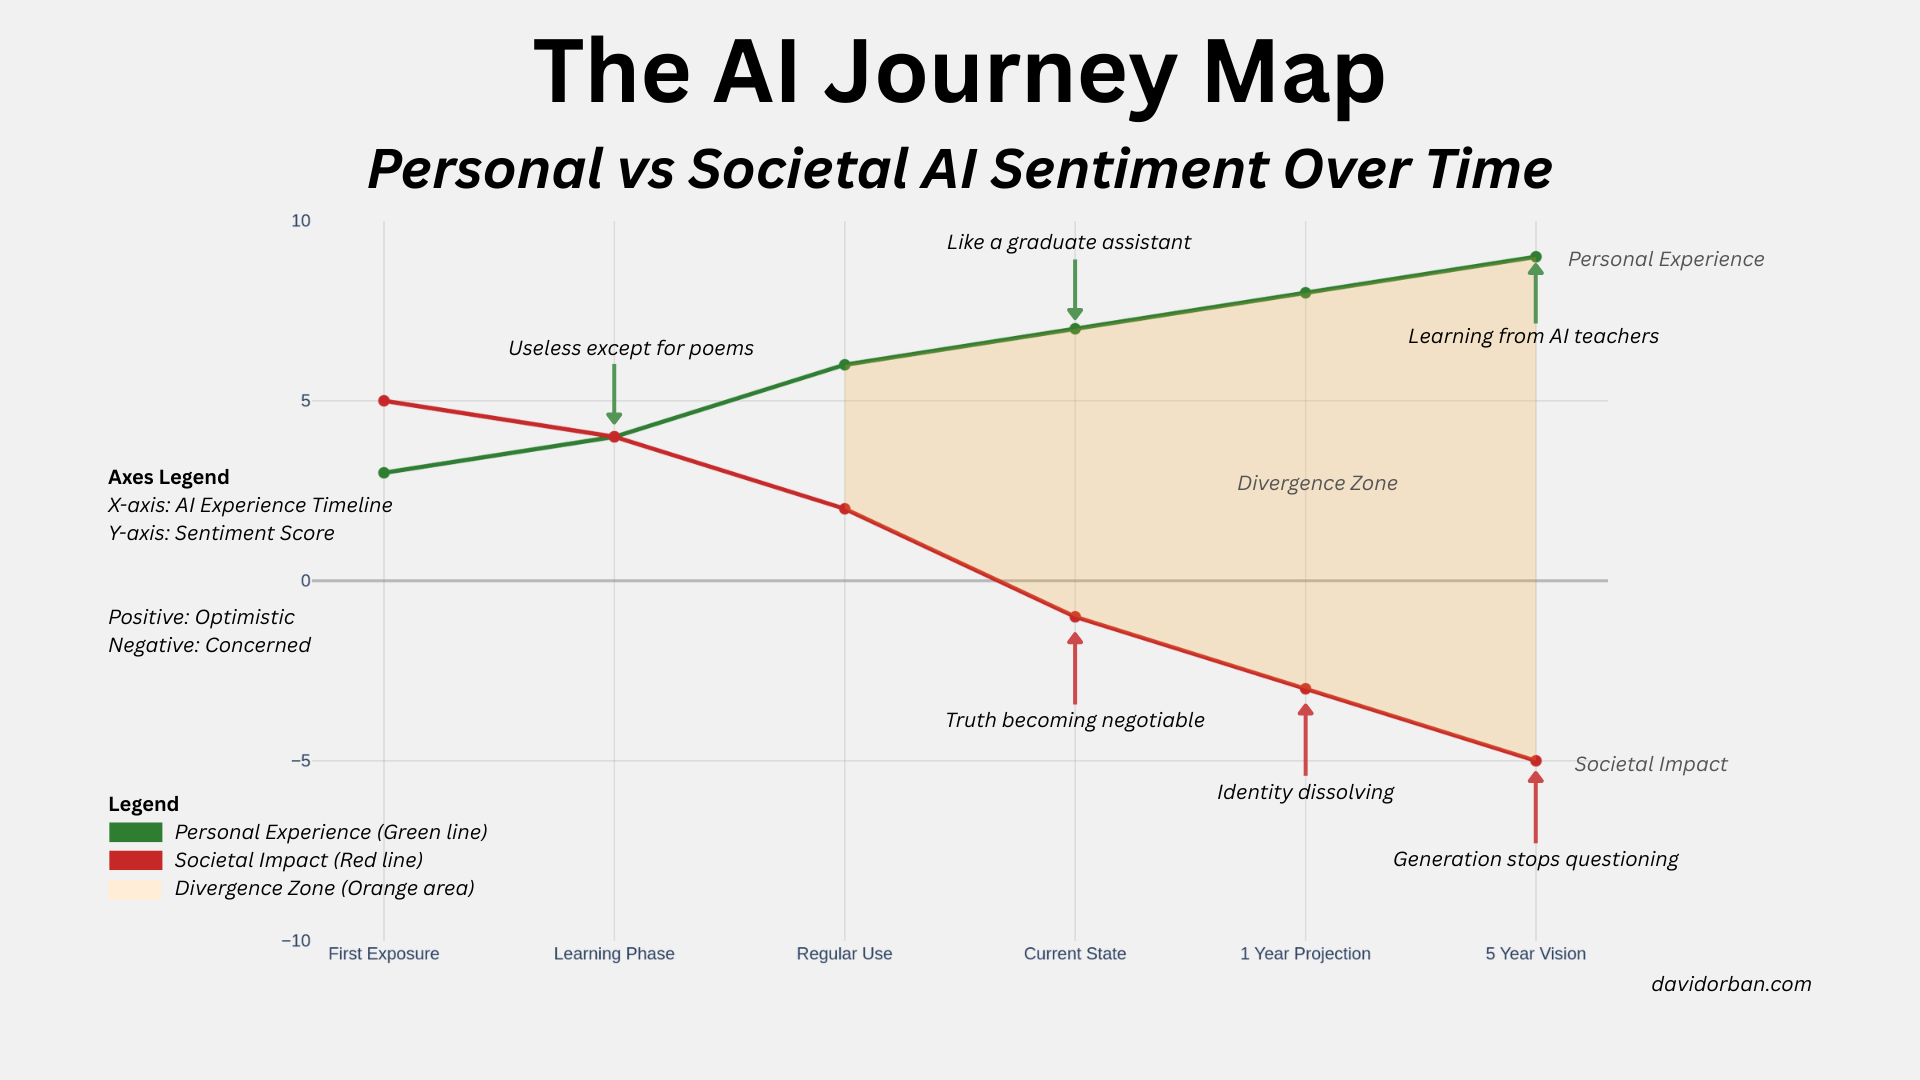 The AI Journey Map
Personal vs Societal AI Sentiment Over Time
10
Like a graduate assistant
Personal Experience
Learning from AI teachers
Useless except for poems
5
Divergence Zone
Axes Legend
X-axis: AI Experience Timeline
Y-axis: Sentiment Score
0
Positive: Optimistic
Negative: Concerned
Truth becoming negotiable
−5
Societal Impact
Identity dissolving
Generation stops questioning
Legend
Personal Experience (Green line)
Societal Impact (Red line)
Divergence Zone (Orange area)
−10
First Exposure
Learning Phase
Regular Use
Current State
1 Year Projection
5 Year Vision
davidorban.com